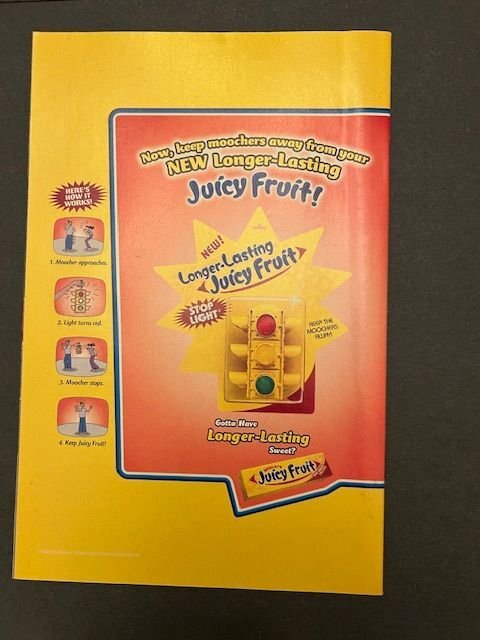 Now, keep moochers away from your
NEW Longer-Lasting
Juicy Fruit!
HERE'S
HOW IT
WORKS!
1. Moocher approaches.
2. Light turns red.
3. Moocher stops.
4. Keep Juicy Fruit!
NEW!
Longer-Lasting
Juicy Fruit
STOP
LIGHT
KEEP THE
MOOCHERS
AWAY!
Gotta Have
Longer-Lasting
Sweet?
WRIGLEY'S
Juicy Fruit